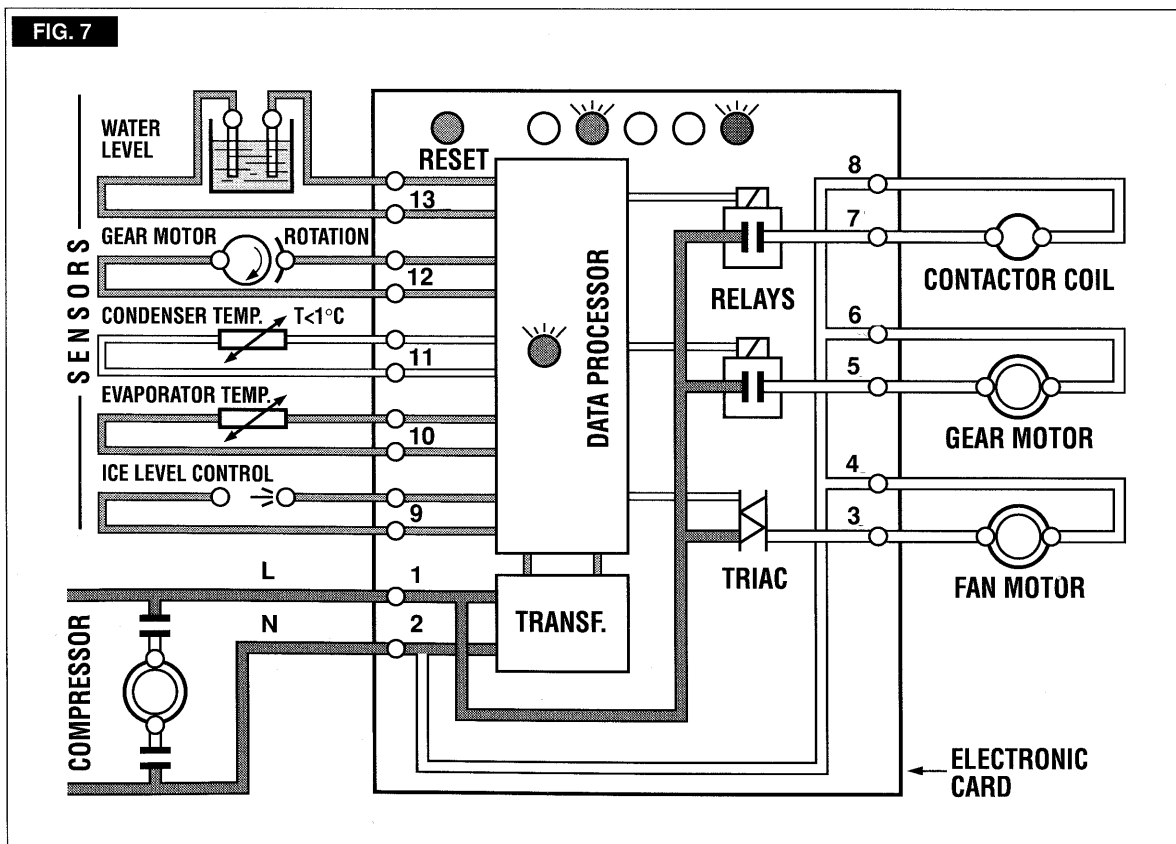 FIG. 7
WATER
LEVEL
RESET
13
GEAR MOTOR ROTATION
12
CONDENSER TEMP. T<1°C
11
EVAPORATOR TEMP.
10
ICE LEVEL CONTROL
9
SENSORS
DATA PROCESSOR
RELAYS
TRIAC
8
7
CONTACTOR COIL
6
5
GEAR MOTOR
4
3
FAN MOTOR
L
1
N
2
TRANSF.
COMPRESSOR
ELECTRONIC
CARD